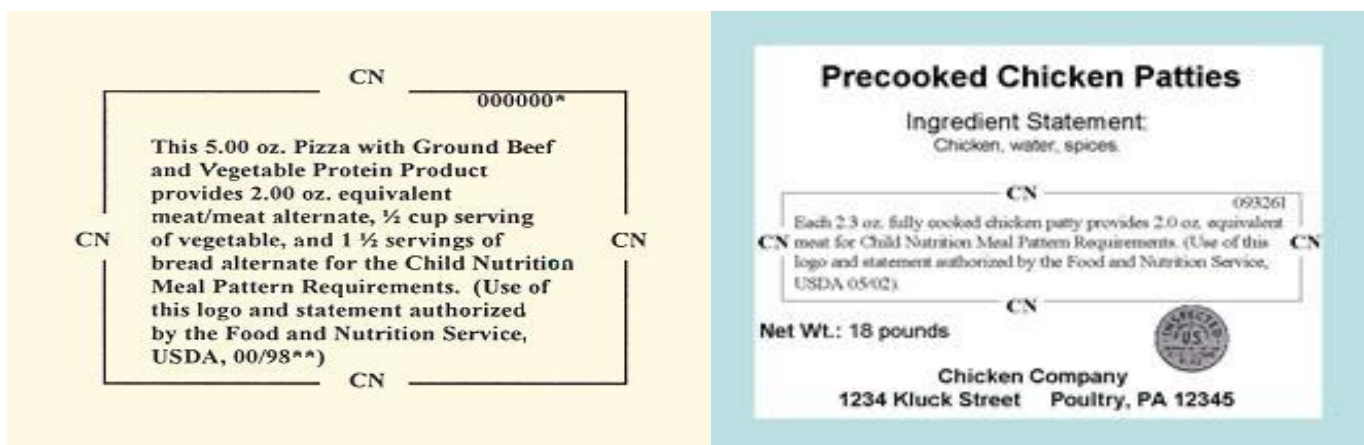 CN
000000*
This 5.00 oz. Pizza with Ground Beef
and Vegetable Protein Product
provides 2.00 oz. equivalent
meat/meat alternate, ½ cup serving
CN of vegetable, and 1 ½ servings of CN
bread alternate for the Child Nutrition
Meal Pattern Requirements. (Use of
this logo and statement authorized
by the Food and Nutrition Service,
USDA, 00/98**)
CN
Precooked Chicken Patties
Ingredient Statement:
Chicken, water, spices.
CN
093261
Each 2.3 oz. fully cooked chicken patty provides 2.0 oz. equivalent
CN meat for Child Nutrition Meal Pattern Requirements. (Use of this CN
logo and statement authorized by the Food and Nutrition Service,
USDA 05/02).
CN
Net Wt.: 18 pounds
INSPECTED
U.S.
Chicken Company
1234 Kluck Street Poultry, PA 12345